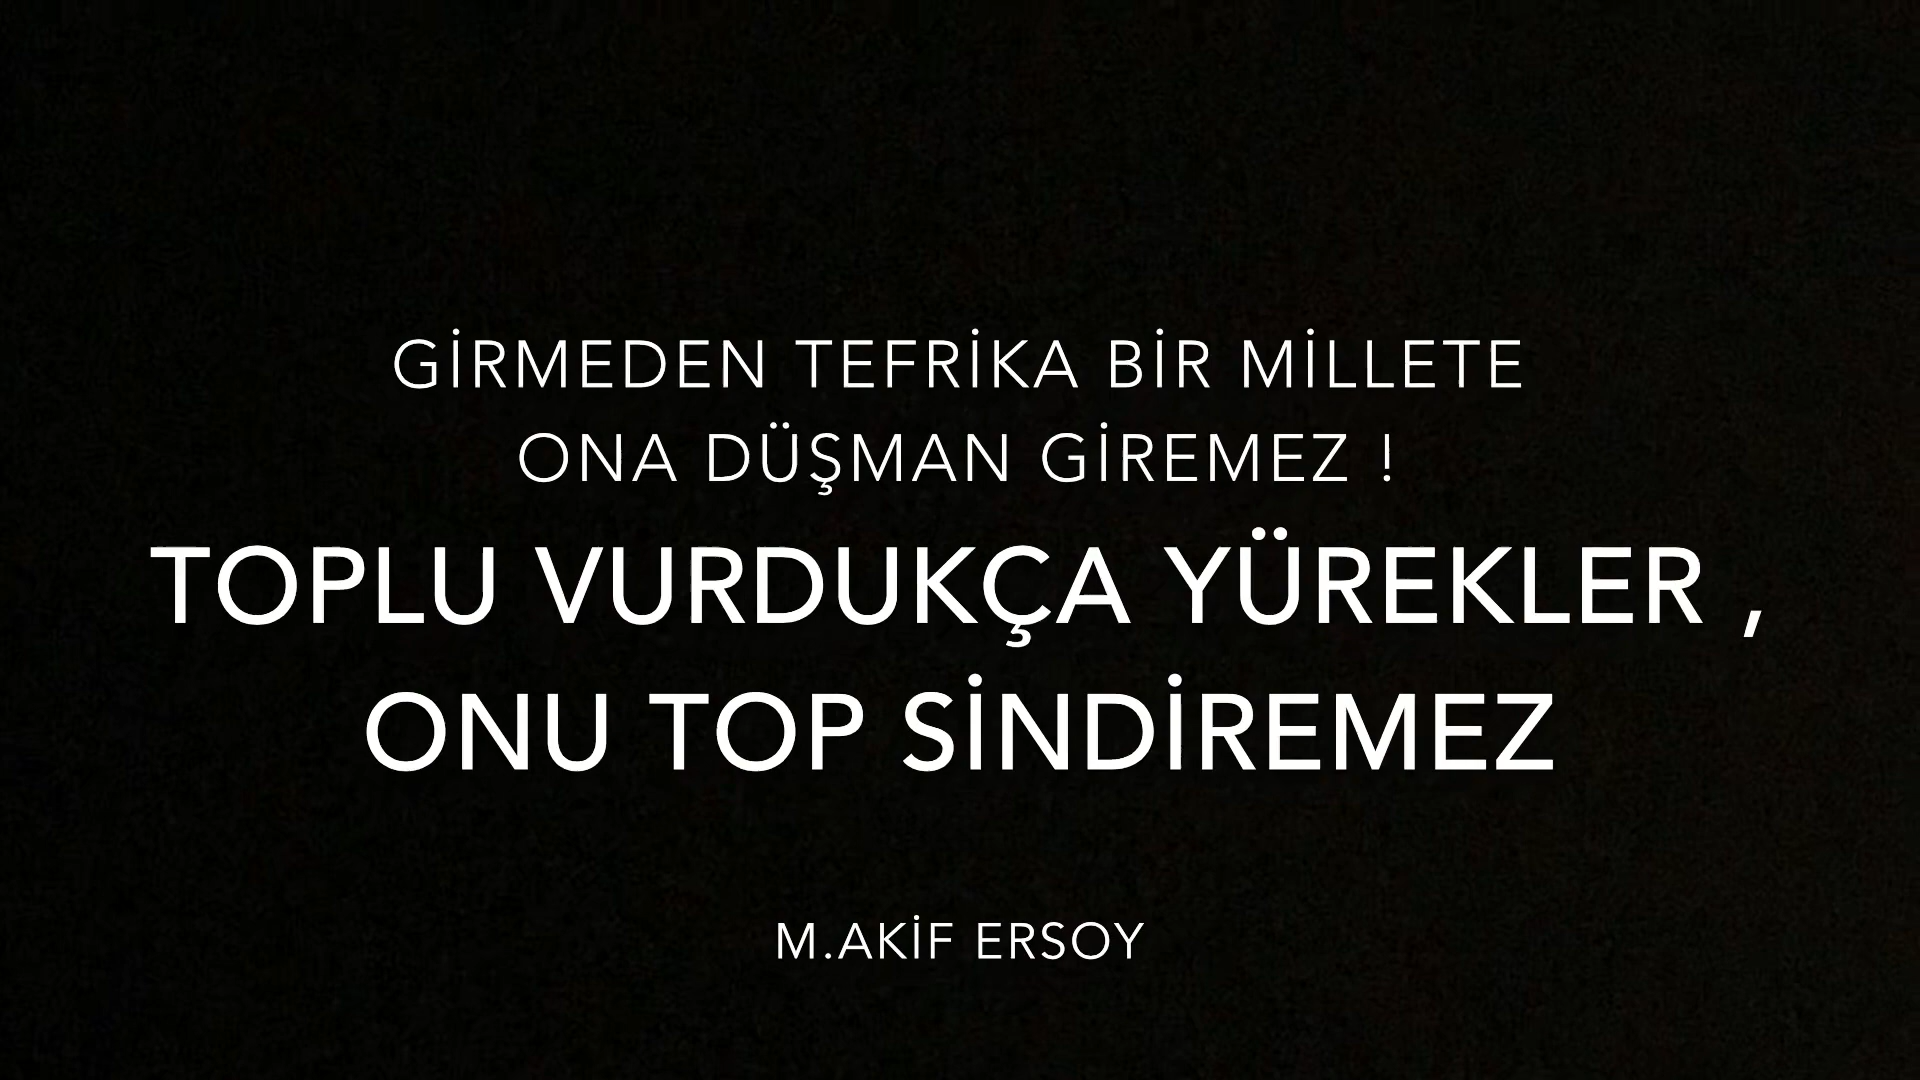 GİRMEDEN TEFRİKA BİR MİLLETE
ONA DÜŞMAN GİREMEZ !
TOPLU VURDUKÇA YÜREKLER ,
ONU TOP SİNDİREMEZ
M.AKİF ERSOY